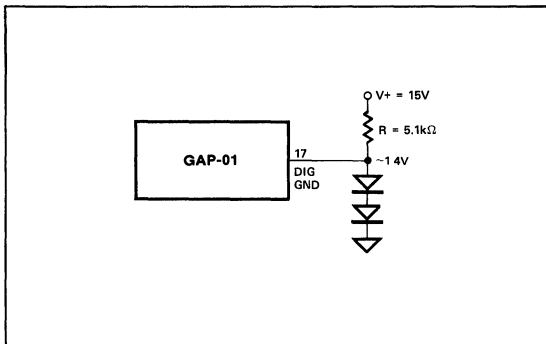 V+ = 15V
R = 5.1kΩ
GAP-01
17
DIG
GND
~1 4V